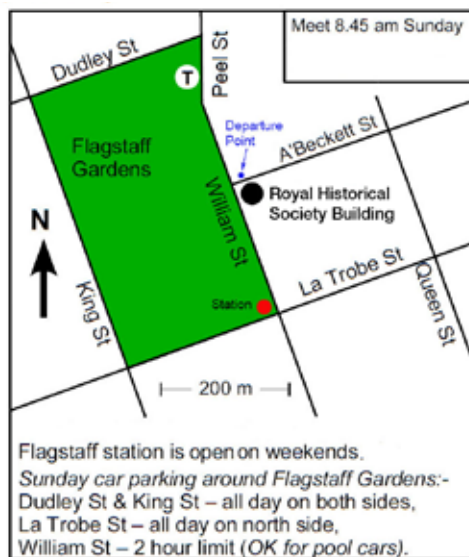 Meet 8.45 am Sunday
Dudley St
T
Peel St
Departure
Point
A'Beckett St
Flagstaff
Gardens
William St
Royal Historical
Society Building
N
King St
Station
La Trobe St
Queen St
200 m
Flagstaff station is open on weekends.
Sunday car parking around Flagstaff Gardens:-
Dudley St & King St – all day on both sides,
La Trobe St – all day on north side,
William St – 2 hour limit (OK for pool cars).